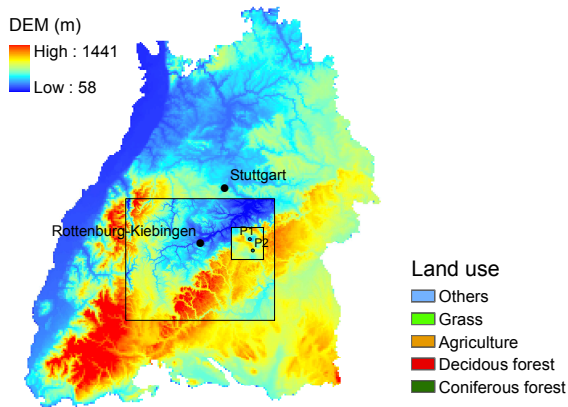 DEM (m)
High : 1441
Low : 58
Stuttgart
Rottenburg-Kiebingen
P1
P2
Land use
Others
Grass
Agriculture
Decidous forest
Coniferous forest